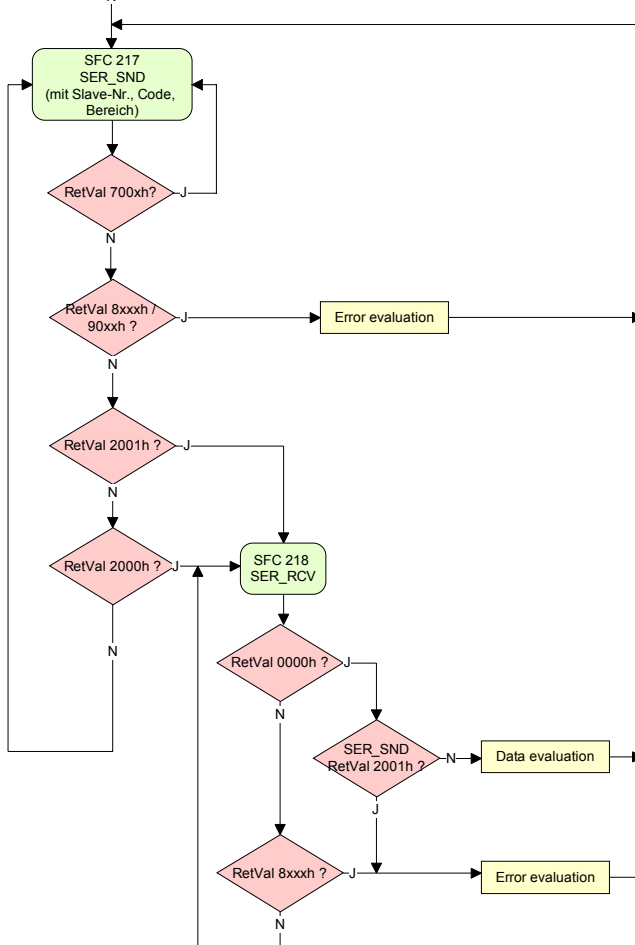 N
SFC 217
SER_SND
(mit Slave-Nr., Code,
Bereich)
RetVal 700xh?
J
N
RetVal 8xxxh /
90xxh ?
J
Error evaluation
N
RetVal 2001h ?
J
N
RetVal 2000h ?
J
SFC 218
SER_RCV
N
RetVal 0000h ?
J
N
SER_SND
RetVal 2001h ?
N
Data evaluation
J
RetVal 8xxxh ?
J
Error evaluation
N